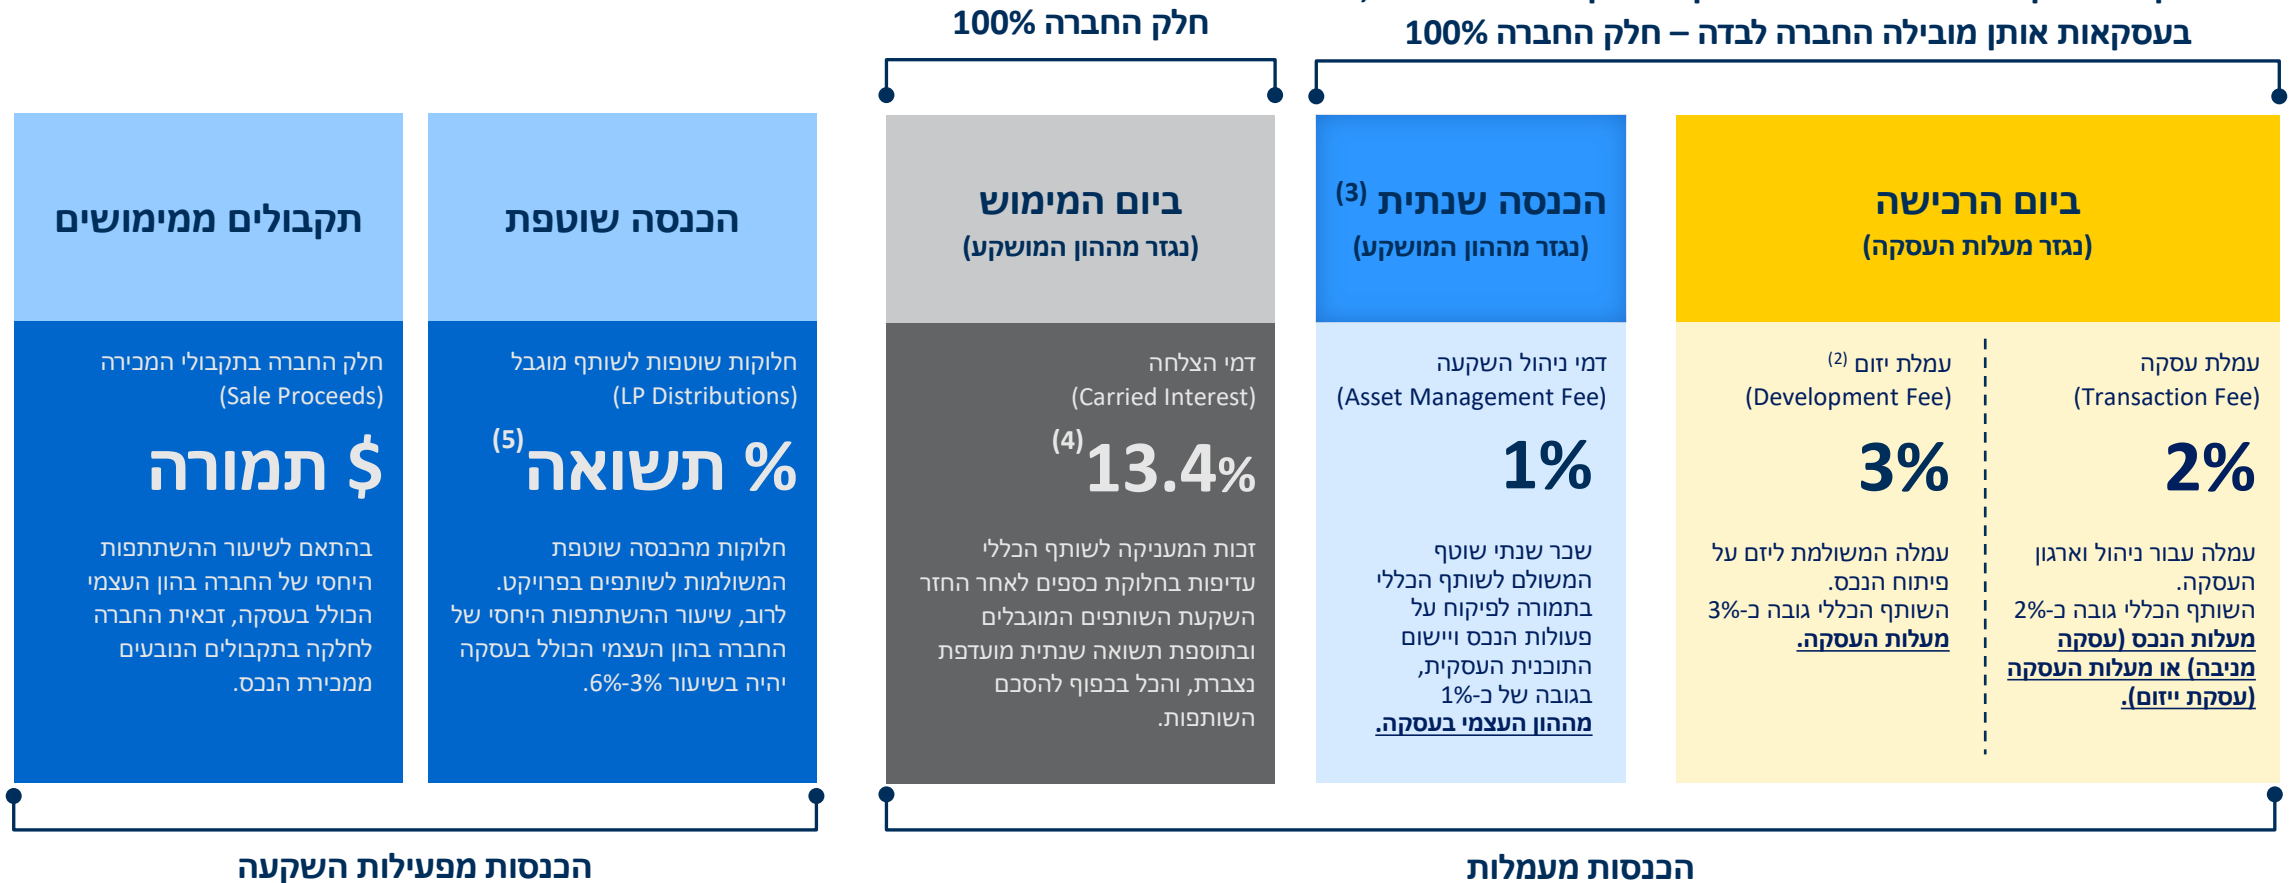 בעסקאות אותן מובילה החברה לבדה – חלק החברה 100%
חלק החברה 100%
ביום הרכישה
(נגזר מעלות העסקה)
עמלת עסקה
(Transaction Fee)
2%
עמלה עבור ניהול וארגון
העסקה.
השותף הכללי גובה כ-2%
מעלות הנכס (עסקה
מניבה) או מעלות העסקה
(עסקת ייזום).
עמלת יזום (2)
(Development Fee)
3%
עמלה המשולמת ליזם על
פיתוח הנכס.
השותף הכללי גובה כ-3%
מעלות העסקה.
הכנסה שנתית (3)
(נגזר מההון המושקע)
דמי ניהול השקעה
(Asset Management Fee)
1%
שכר שנתי שוטף
המשולם לשותף הכללי
בתמורה לפיקוח על
פעולות הנכס ויישום
התוכנית העסקית,
בגובה של כ-1%
מההון העצמי בעסקה.
ביום המימוש
(נגזר מההון המושקע)
דמי הצלחה
(Carried Interest)
13.4% (4)
זכות המעניקה לשותף הכללי
עדיפות בחלוקת כספים לאחר החזר
השקעת השותפים המוגבלים
ובתוספת תשואה שנתית מועדפת
נצברת, והכל בכפוף להסכם
השותפות.
הכנסה שוטפת
חלוקות שוטפות לשותף מוגבל
(LP Distributions)
% תשואה (5)
חלוקות מהכנסה שוטפת
המשולמות לשותפים בפרויקט.
לרוב, שיעור ההשתתפות היחסי של
החברה בהון העצמי הכולל בעסקה
יהיה בשיעור 3%-6%.
תקבולים ממימושים
חלק החברה בתקבולי המכירה
(Sale Proceeds)
$ תמורה
בהתאם לשיעור ההשתתפות
היחסי של החברה בהון העצמי
הכולל בעסקה, זכאית החברה
לחלקה בתקבולים הנובעים
ממכירת הנכס.
הכנסות מעמלות
הכנסות מפעילות השקעה